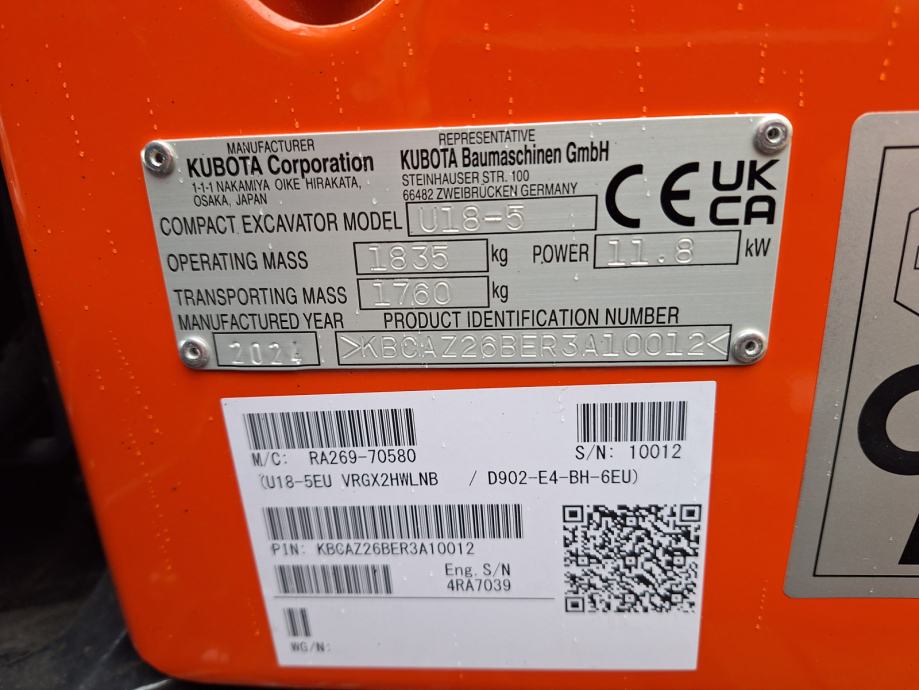 MANUFACTURER
KUBOTA Corporation
1-1-1 NAKAMIYA OIKE HIRAKATA,
OSAKA, JAPAN
REPRESENTATIVE
KUBOTA Baumaschinen GmbH
STEINHAUSER STR. 100
66482 ZWEIBRÜCKEN GERMANY
CE UK
CA
COMPACT EXCAVATOR MODEL U18-5
OPERATING MASS 1835 kg POWER 11.8 kW
TRANSPORTING MASS 1760 kg
MANUFACTURED YEAR PRODUCT IDENTIFICATION NUMBER
2024 >KBCAZ26BER3A10012<
M/C: RA269-70580 S/N: 10012
(U18-5EU VRGX2HWLNB / D902-E4-BH-6EU)
PIN: KBCAZ26BER3A10012
Eng. S/N
4RA7039
WG/N: